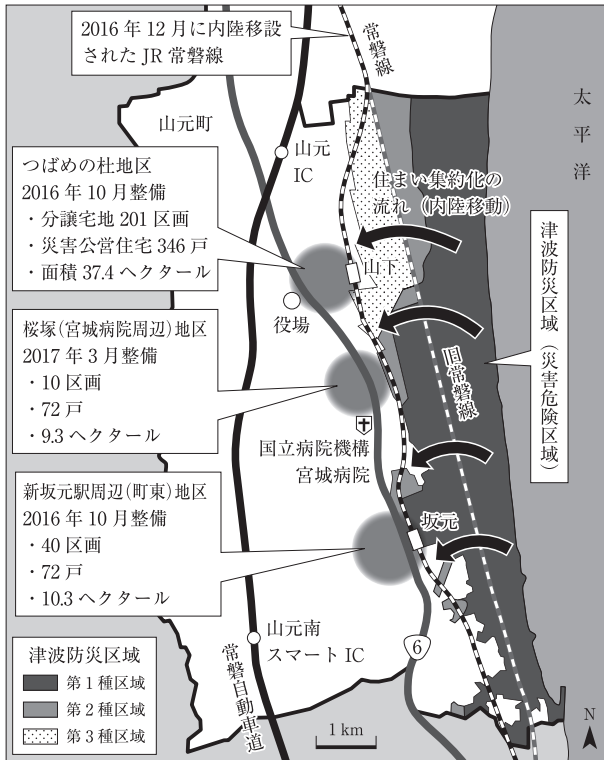 2016年12月に内陸移設
されたJR常磐線
常磐線
太平洋
山元町
山元
IC
つばめの杜地区
2016年10月整備
・分譲宅地201区画
・災害公営住宅346戸
・面積37.4ヘクタール
住まい集約化の
流れ（内陸移動）
津波防災区域（災害危険区域）
山下
役場
桜塚（宮城病院周辺）地区
2017年3月整備
・10区画
・72戸
・9.3ヘクタール
旧常磐線
国立病院機構
宮城病院
新坂元駅周辺（町東）地区
2016年10月整備
・40区画
・72戸
・10.3ヘクタール
坂元
山元南
スマートIC
6
常磐自動車道
津波防災区域
第1種区域
第2種区域
第3種区域
1 km
N